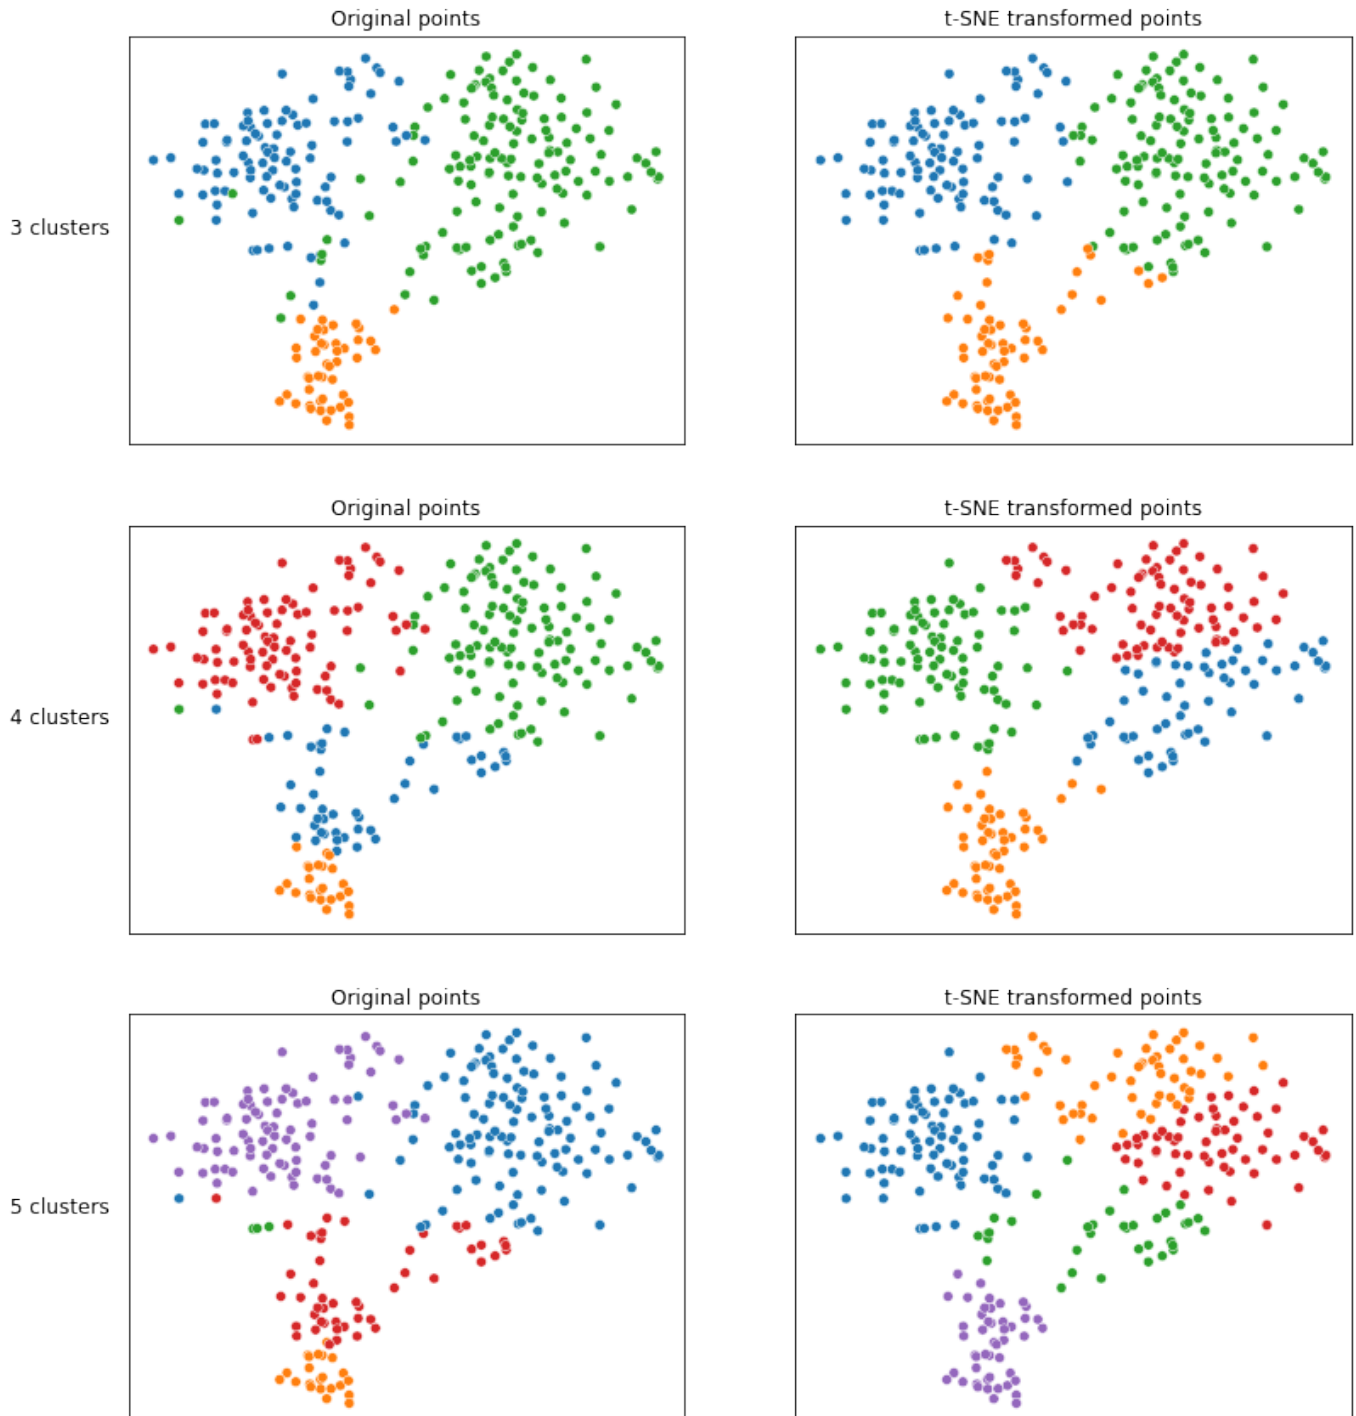 Original points
t-SNE transformed points
3 clusters
Original points
t-SNE transformed points
4 clusters
Original points
t-SNE transformed points
5 clusters